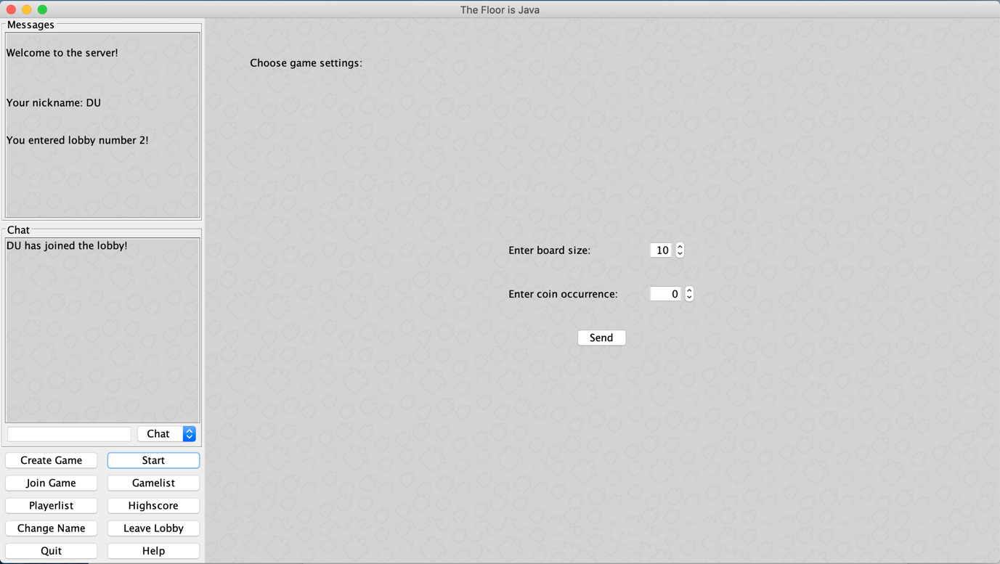 The Floor is Java
Messages
Welcome to the server!
Your nickname: DU
You entered lobby number 2!
Chat
DU has joined the lobby!
Chat
Create Game
Start
Join Game
Gamelist
Playerlist
Highscore
Change Name
Leave Lobby
Quit
Help
Choose game settings:
Enter board size:
10
Enter coin occurrence:
0
Send